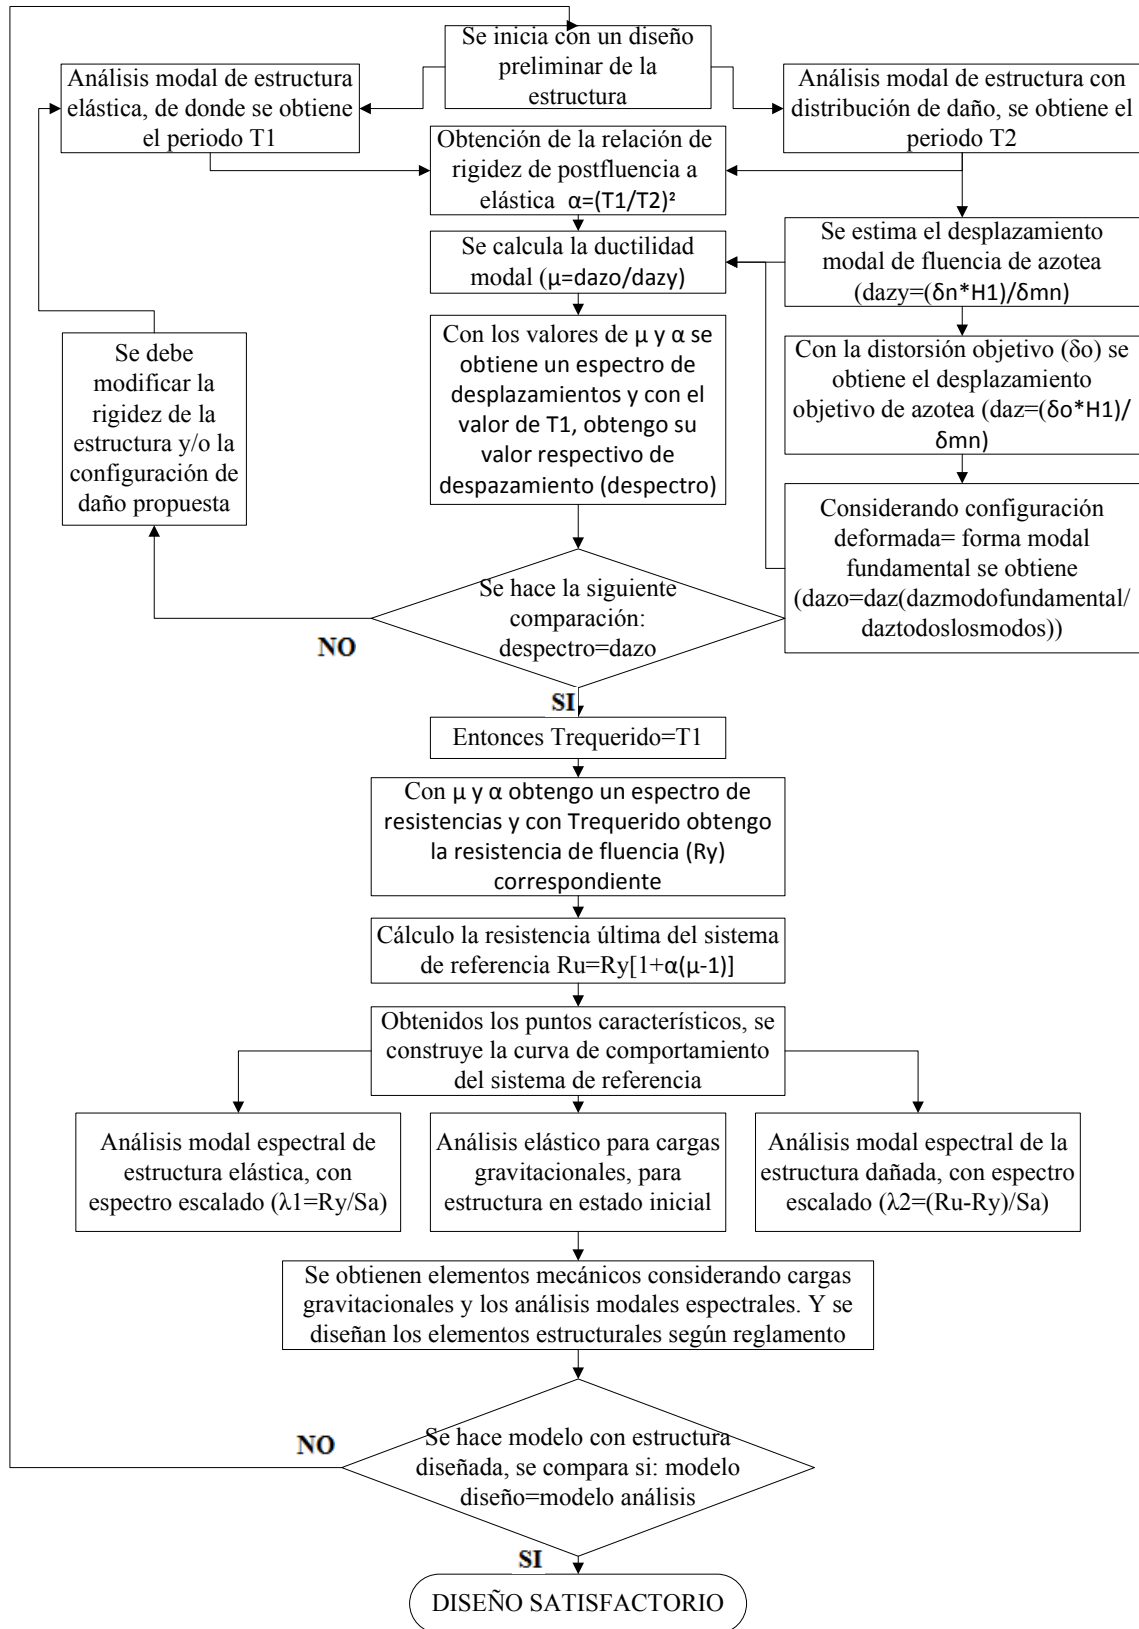 Se inicia con un diseño
preliminar de la
estructura
Análisis modal de estructura
elástica, de donde se obtiene
el periodo T1
Análisis modal de estructura con
distribución de daño, se obtiene el
periodo T2
Obtención de la relación de
rigidez de postfluencia a
elástica α=(T1/T2)²
Se calcula la ductilidad
modal (μ=dazo/dazy)
Se estima el desplazamiento
modal de fluencia de azotea
(dazy=(δn*H1)/δmn)
Con los valores de μ y α se
obtiene un espectro de
desplazamientos y con el
valor de T1, obtengo su
valor respectivo de
despazamiento (despectro)
Con la distorsión objetivo (δo) se
obtiene el desplazamiento
objetivo de azotea (daz=(δo*H1)/
δmn)
Se debe
modificar la
rigidez de la
estructura y/o la
configuración de
daño propuesta
Considerando configuración
deformada= forma modal
fundamental se obtiene
(dazo=daz(dazmodofundamental/
daztodoslosmodos))
Se hace la siguiente
comparación:
despectro=dazo
NO
SI
Entonces Trequerido=T1
Con μ y α obtengo un espectro de
resistencias y con Trequerido obtengo
la resistencia de fluencia (Ry)
correspondiente
Cálculo la resistencia última del sistema
de referencia Ru=Ry[1+α(μ-1)]
Obtenidos los puntos característicos, se
construye la curva de comportamiento
del sistema de referencia
Análisis modal espectral de
estructura elástica, con
espectro escalado (λ1=Ry/Sa)
Análisis elástico para cargas
gravitacionales, para
estructura en estado inicial
Análisis modal espectral de la
estructura dañada, con espectro
escalado (λ2=(Ru-Ry)/Sa)
Se obtienen elementos mecánicos considerando cargas
gravitacionales y los análisis modales espectrales. Y se
diseñan los elementos estructurales según reglamento
NO
Se hace modelo con estructura
diseñada, se compara si: modelo
diseño=modelo análisis
SI
DISEÑO SATISFACTORIO